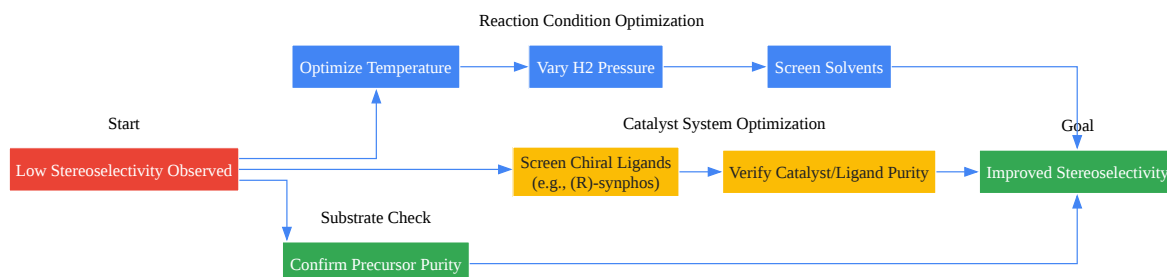 Reaction Condition Optimization
Optimize Temperature
Vary H2 Pressure
Screen Solvents
Start
Catalyst System Optimization
Goal
Low Stereoselectivity Observed
Screen Chiral Ligands
(e.g., (R)-synphos)
Verify Catalyst/Ligand Purity
Improved Stereoselectivity
Substrate Check
Confirm Precursor Purity